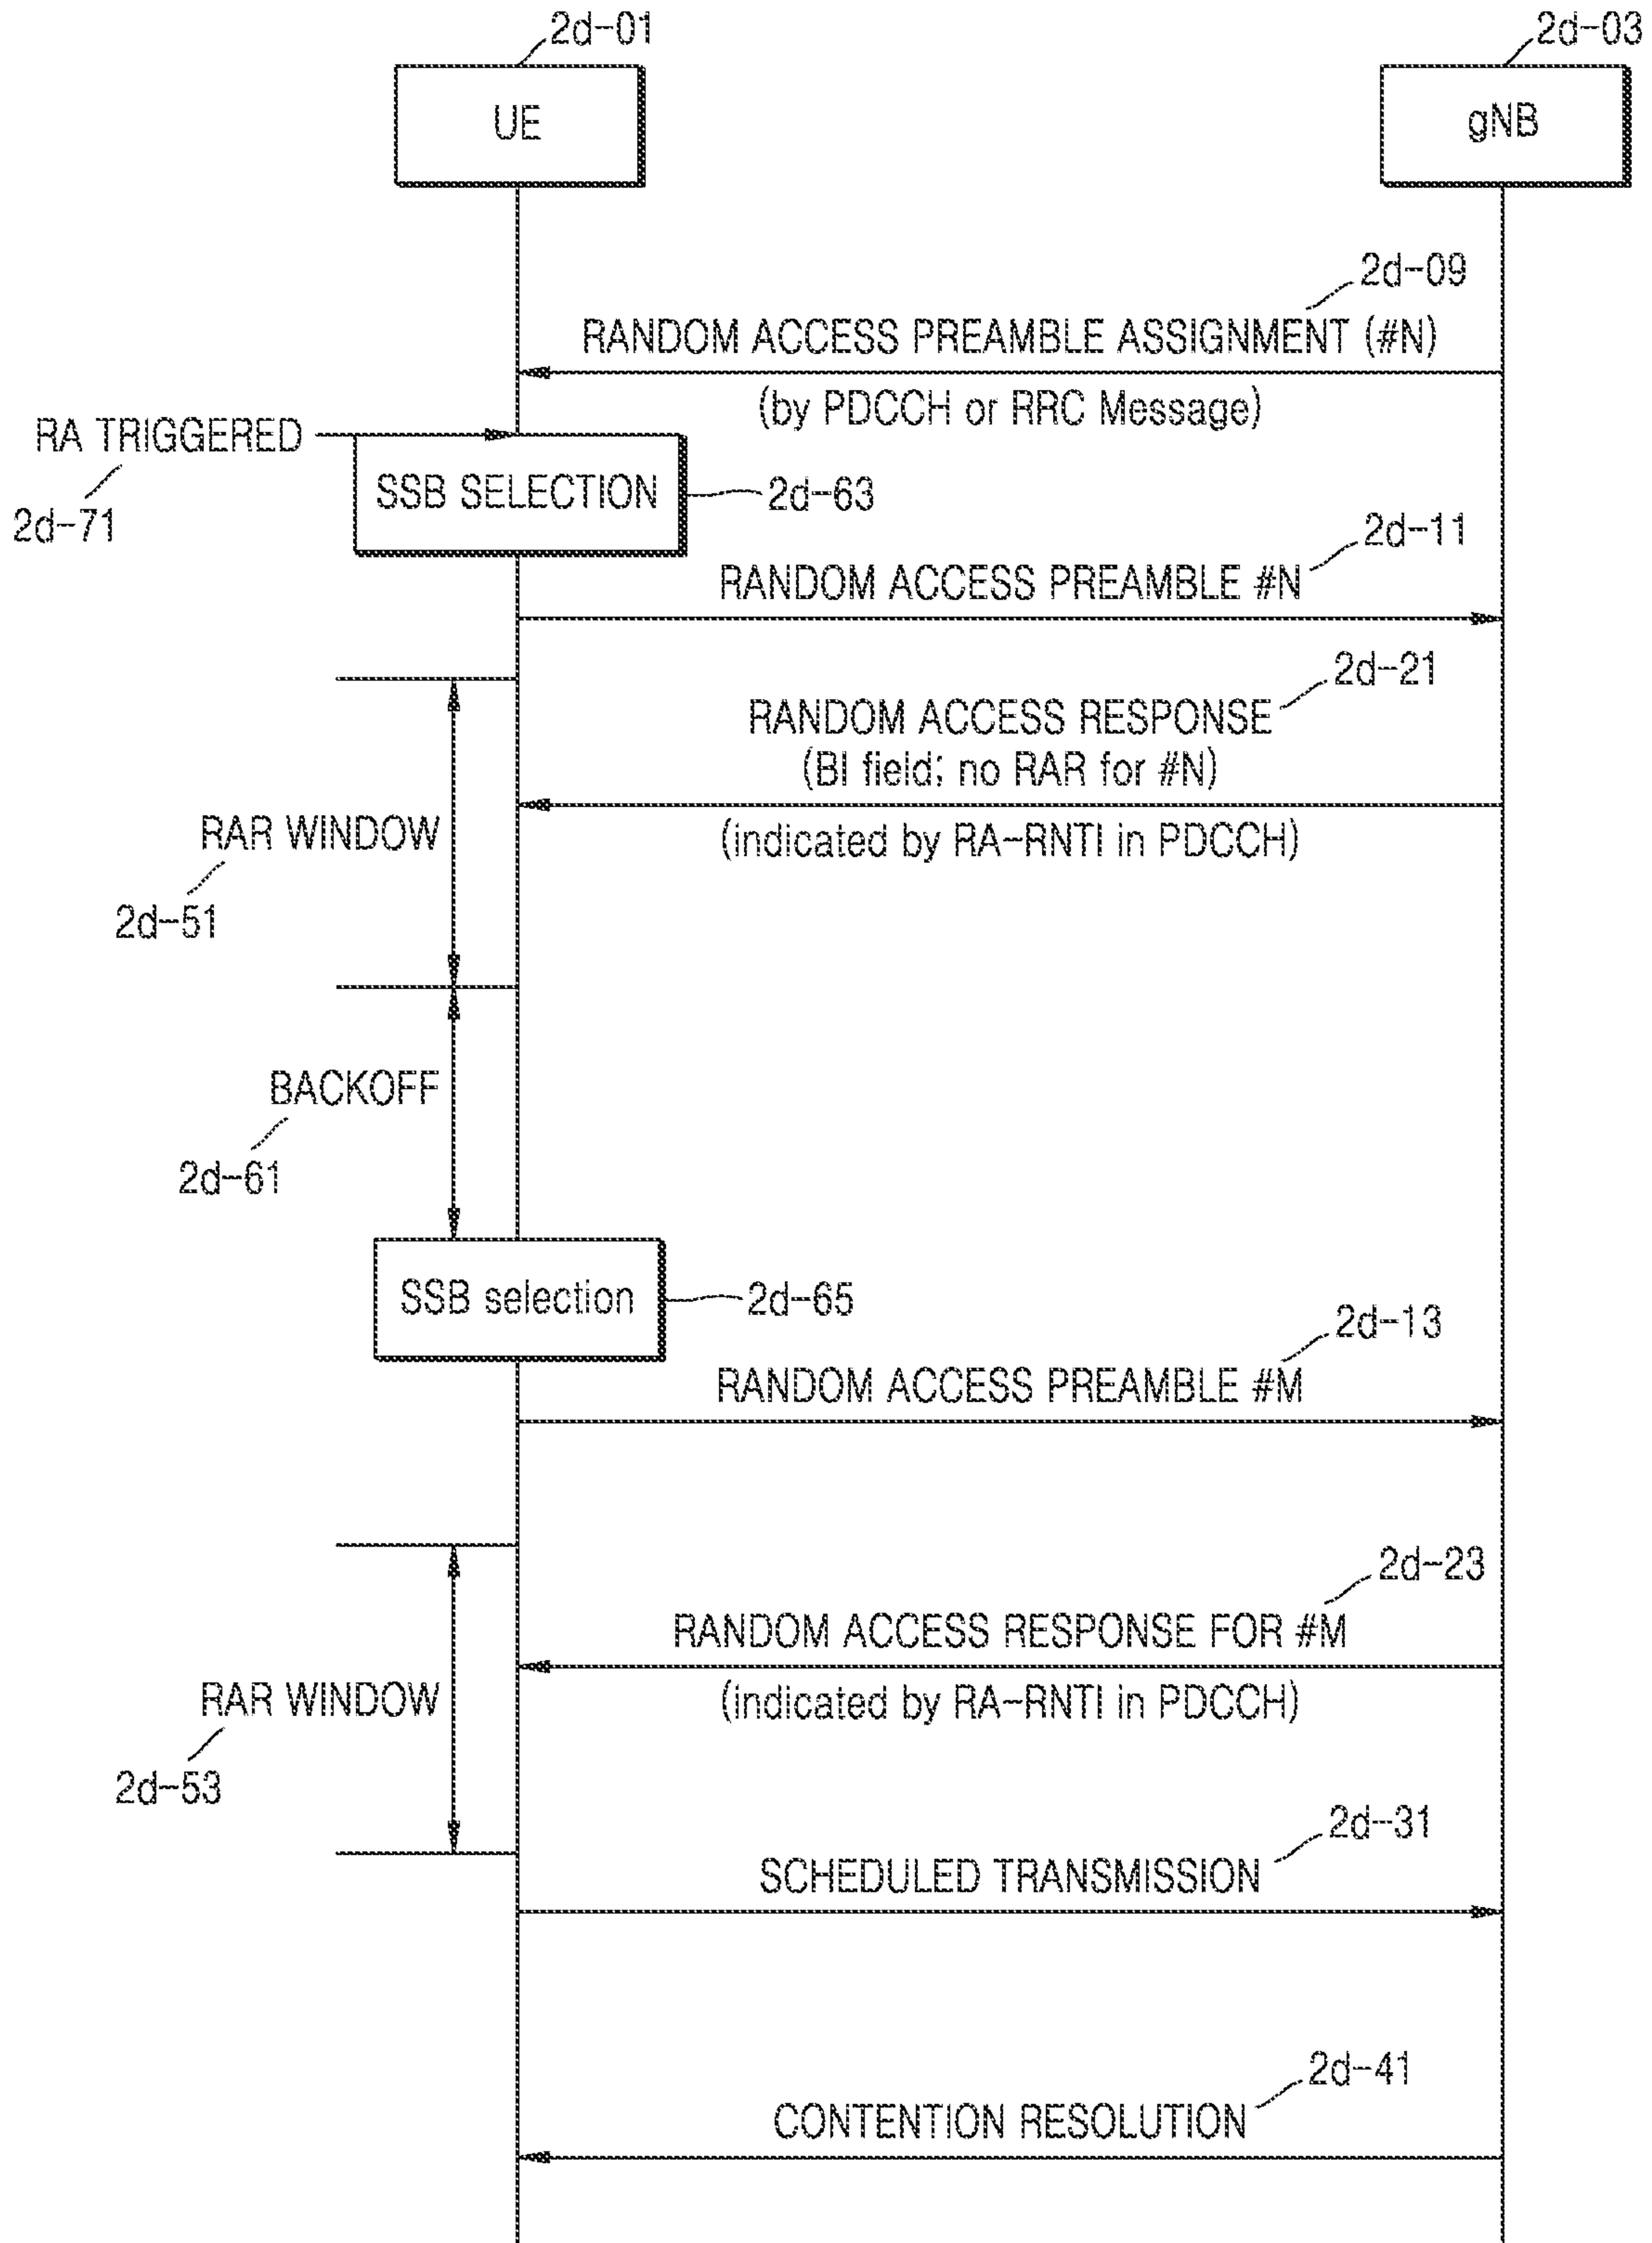 2d-01
2d-03
UE
gNB
2d-09
RANDOM ACCESS PREAMBLE ASSIGNMENT (#N)
(by PDCCH or RRC Message)
RA TRIGGERED
2d-71
SSB SELECTION
2d-63
2d-11
RANDOM ACCESS PREAMBLE #N
2d-21
RANDOM ACCESS RESPONSE
(BI field; no RAR for #N)
(indicated by RA-RNTI in PDCCH)
RAR WINDOW
2d-51
BACKOFF
2d-61
SSB selection
2d-65
2d-13
RANDOM ACCESS PREAMBLE #M
2d-23
RANDOM ACCESS RESPONSE FOR #M
(indicated by RA-RNTI in PDCCH)
RAR WINDOW
2d-53
2d-31
SCHEDULED TRANSMISSION
2d-41
CONTENTION RESOLUTION